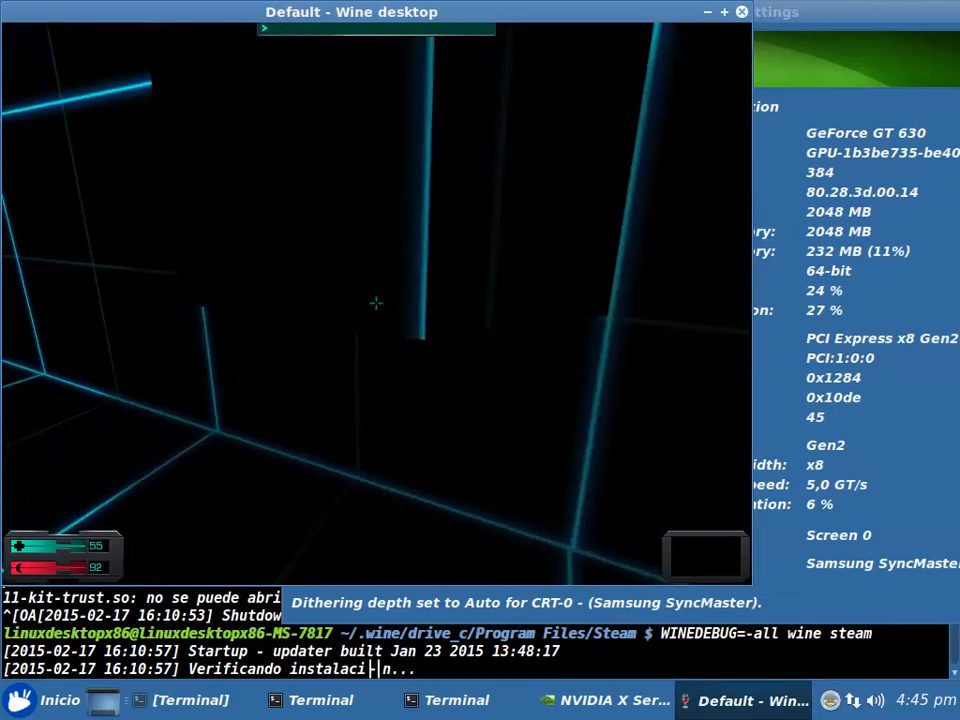 Default - Wine desktop
ttings
>
tion
GeForce GT 630
GPU-1b3be735-be40
384
80.28.3d.00.14
2048 MB
ory: 2048 MB
ory: 232 MB (11%)
64-bit
24 %
on: 27 %
PCI Express x8 Gen2
PCI:1:0:0
0x1284
0x10de
45
Gen2
idth: x8
peed: 5,0 GT/s
ation: 6 %
Screen 0
Samsung SyncMaster
55
92
11-kit-trust.so: no se puede abri
^[OA[2015-02-17 16:10:53] Shutdow
Dithering depth set to Auto for CRT-0 - (Samsung SyncMaster).
linuxdesktopx86@linuxdesktopx86-MS-7817 ~/.wine/drive_c/Program Files/Steam $ WINEDEBUG=-all wine steam
[2015-02-17 16:10:57] Startup - updater built Jan 23 2015 13:48:17
[2015-02-17 16:10:57] Verificando instalaci├│n...
Inicio
[Terminal]
Terminal
Terminal
NVIDIA X Ser...
Default - Win...
4:45 pm